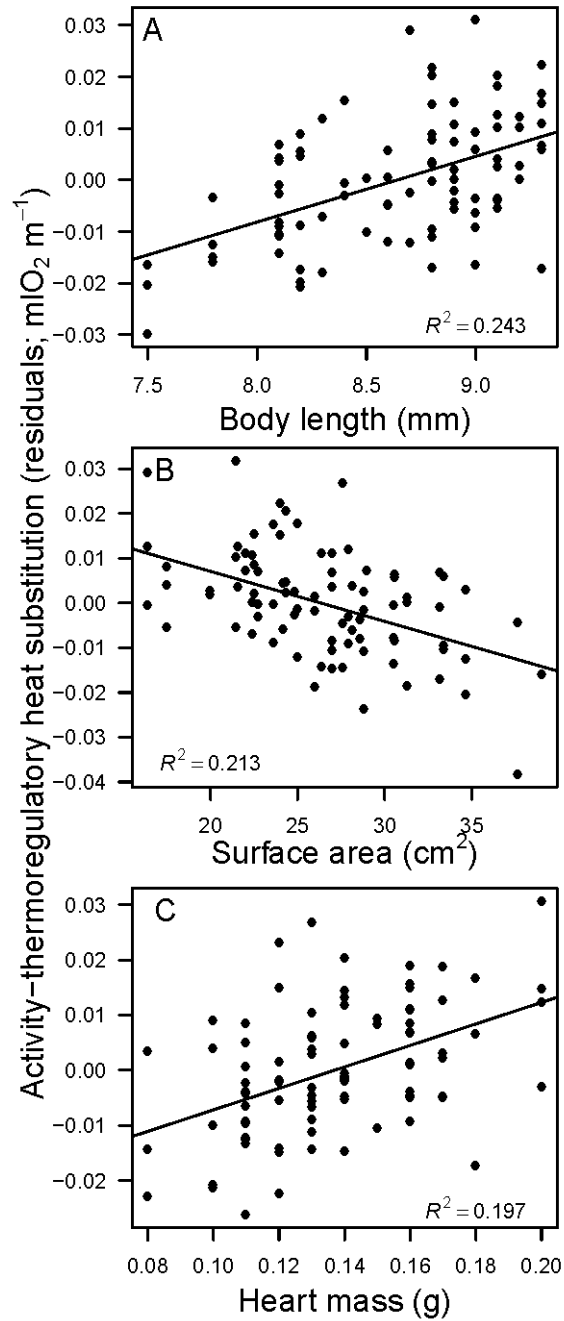 Activity−thermoregulatory heat substitution (residuals; mlO₂ m⁻¹)
A
0.03
0.02
0.01
0.00
−0.01
−0.02
−0.03
R² = 0.243
7.5 8.0 8.5 9.0
Body length (mm)
B
0.03
0.02
0.01
0.00
−0.01
−0.02
−0.03
−0.04
R² = 0.213
20 25 30 35
Surface area (cm²)
C
0.03
0.02
0.01
0.00
−0.01
−0.02
R² = 0.197
0.08 0.10 0.12 0.14 0.16 0.18 0.20
Heart mass (g)